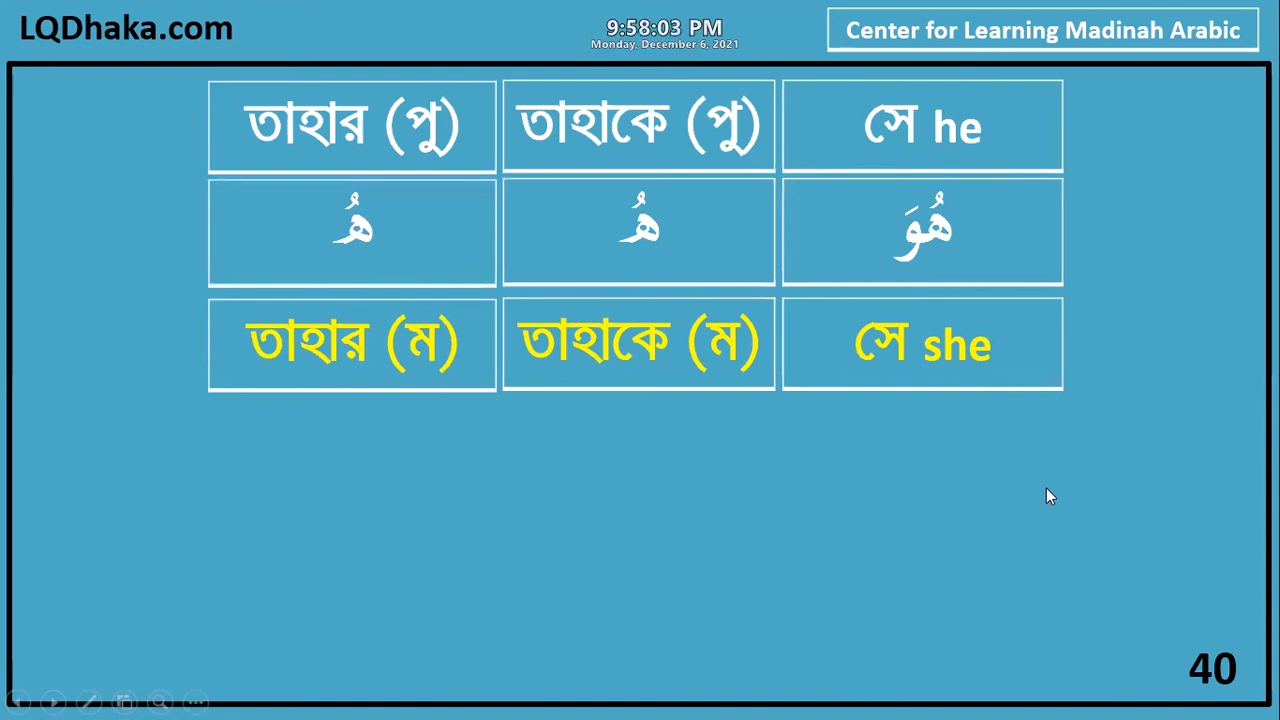 LQDhaka.com
9:58:03 PM
Monday, December 6, 2021
Center for Learning Madinah Arabic
তাহার (পু) তাহাকে (পু) সে he
هُ هُ هُوَ
তাহার (ম) তাহাকে (ম) সে she
40